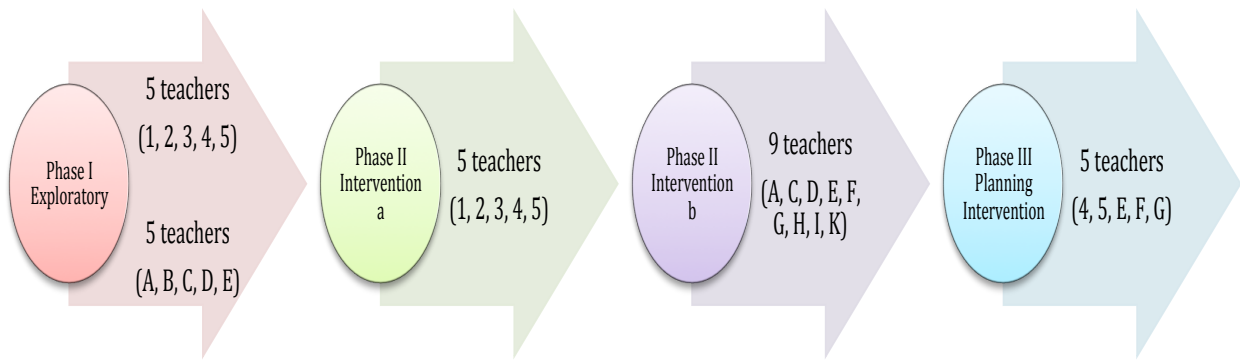 Phase I
Exploratory
5 teachers
(1, 2, 3, 4, 5)
5 teachers
(A, B, C, D, E)
Phase II
Intervention
a
5 teachers
(1, 2, 3, 4, 5)
Phase II
Intervention
b
9 teachers
(A, C, D, E, F,
G, H, I, K)
Phase III
Planning
Intervention
5 teachers
(4, 5, E, F, G)